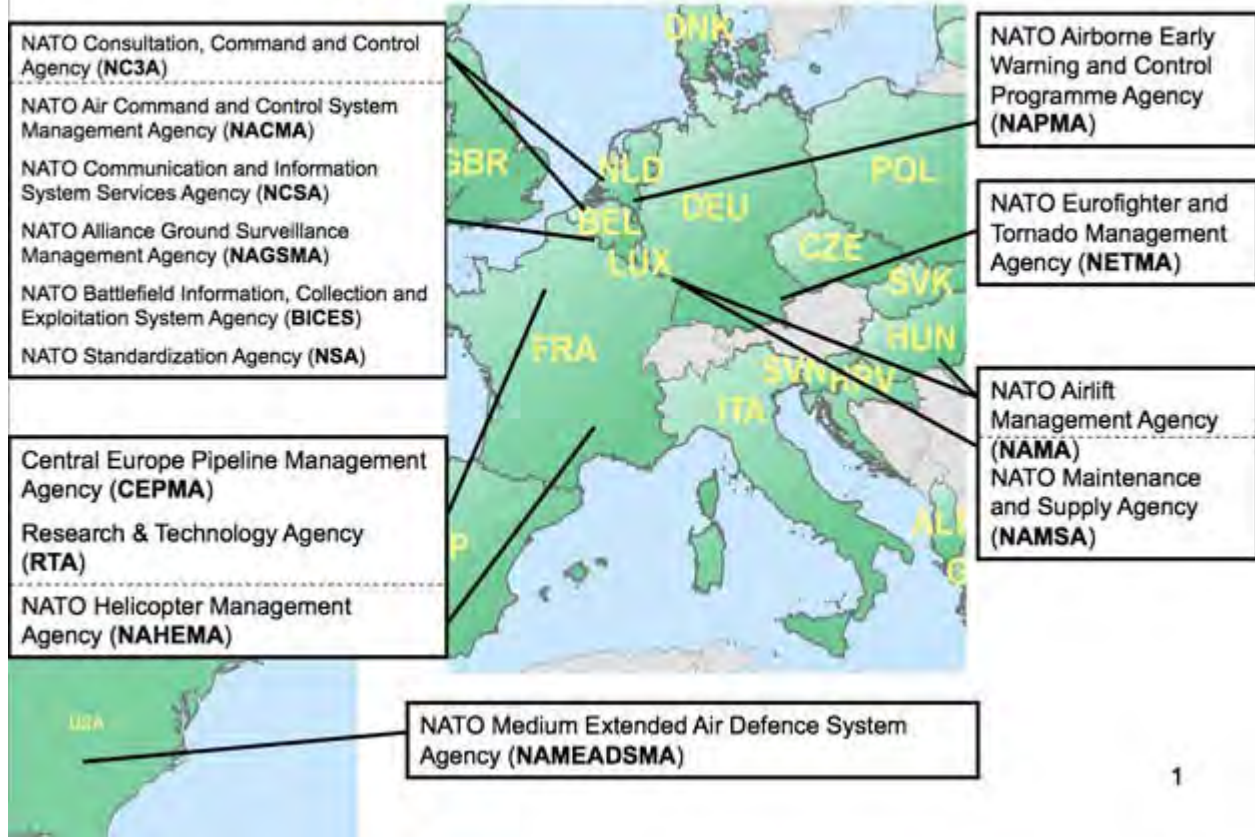 NATO Consultation, Command and Control
Agency (NC3A)
NATO Air Command and Control System
Management Agency (NACMA)
NATO Communication and Information
System Services Agency (NCSA)
NATO Alliance Ground Surveillance
Management Agency (NAGSMA)
NATO Battlefield Information, Collection and
Exploitation System Agency (BICES)
NATO Standardization Agency (NSA)
Central Europe Pipeline Management
Agency (CEPMA)
Research & Technology Agency
(RTA)
NATO Helicopter Management
Agency (NAHEMA)
DNK
GBR
NLD
BEL
LUX
DEU
POL
CZE
SVK
HUN
FRA
SVN
ITA
NATO Airborne Early
Warning and Control
Programme Agency
(NAPMA)
NATO Eurofighter and
Tornado Management
Agency (NETMA)
NATO Airlift
Management Agency
(NAMA)
NATO Maintenance
and Supply Agency
(NAMSA)
USA
NATO Medium Extended Air Defence System
Agency (NAMEADSMA)
1